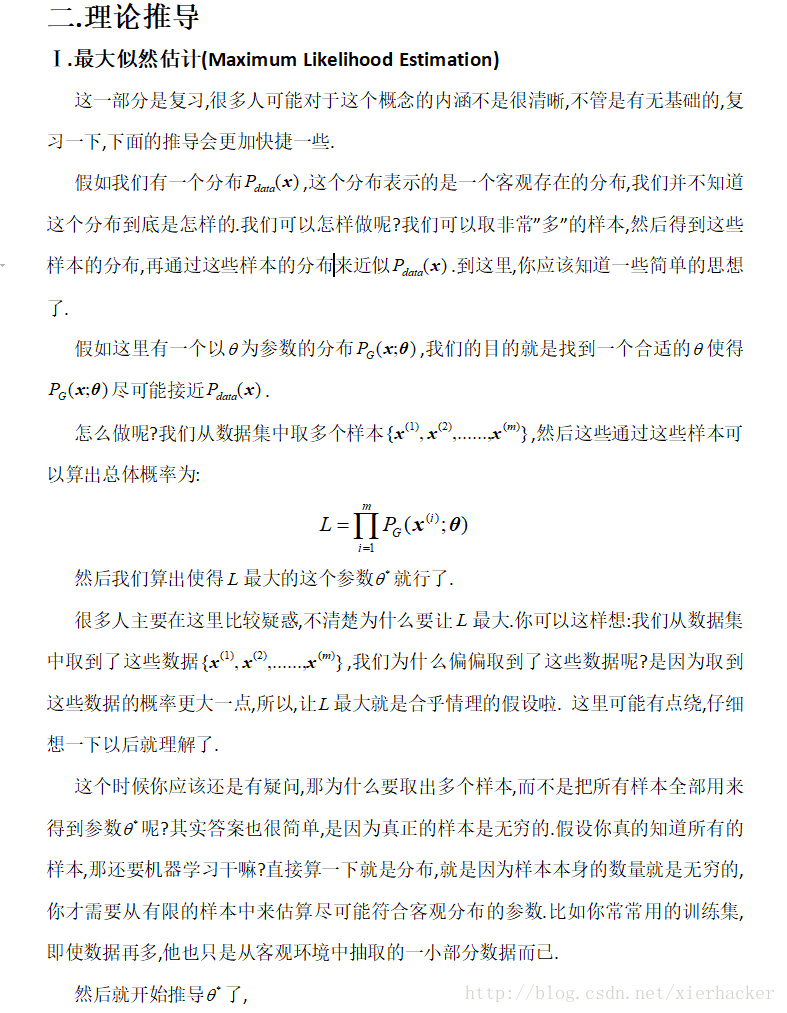 二.理论推导
Ⅰ.最大似然估计(Maximum Likelihood Estimation)
这一部分是复习,很多人可能对于这个概念的内涵不是很清晰,不管是有无基础的,复
习一下,下面的推导会更加快捷一些.
假如我们有一个分布P_{data}(x),这个分布表示的是一个客观存在的分布,我们并不知道
这个分布到底是怎样的.我们可以怎样做呢?我们可以取非常"多"的样本,然后得到这些
样本的分布,再通过这些样本的分布来近似P_{data}(x).到这里,你应该知道一些简单的思想
了.
假如这里有一个以θ为参数的分布P_G(x;θ),我们的目的就是找到一个合适的θ使得
P_G(x;θ)尽可能接近P_{data}(x).
怎么做呢?我们从数据集中取多个样本{x^{(1)},x^{(2)},......,x^{(m)}},然后这些通过这些样本可
以算出总体概率为:
L=∏_{i=1}^{m}P_G(x^{(i)};θ)
然后我们算出使得L最大的这个参数θ^*就行了.
很多人主要在这里比较疑惑,不清楚为什么要让L最大.你可以这样想:我们从数据集
中取到了这些数据{x^{(1)},x^{(2)},......,x^{(m)}},我们为什么偏偏取到了这些数据呢?是因为取到
这些数据的概率更大一点,所以,让L最大就是合乎情理的假设啦. 这里可能有点绕,仔细
想一下以后就理解了.
这个时候你应该还是有疑问,那为什么要取出多个样本,而不是把所有样本全部用来
得到参数θ^*呢?其实答案也很简单,是因为真正的样本是无穷的.假设你真的知道所有的
样本,那还要机器学习干嘛?直接算一下就是分布,就是因为样本本身的数量就是无穷的,
你才需要从有限的样本中来估算尽可能符合客观分布的参数.比如你常常用的训练集,
即使数据再多,他也只是从客观环境中抽取的一小部分数据而已.
然后就开始推导θ^*了,
http://blog.csdn.net/xierhacker